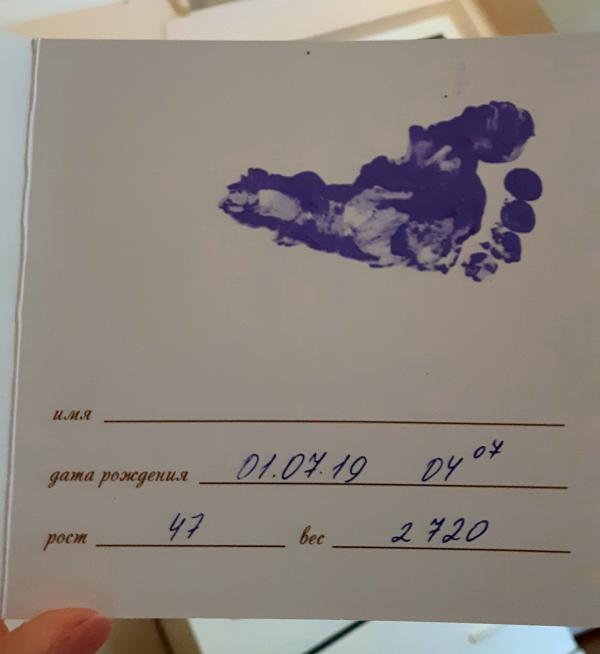 имя
дата рождения 01.07.19 04⁰⁷
рост 47 вес 2 720